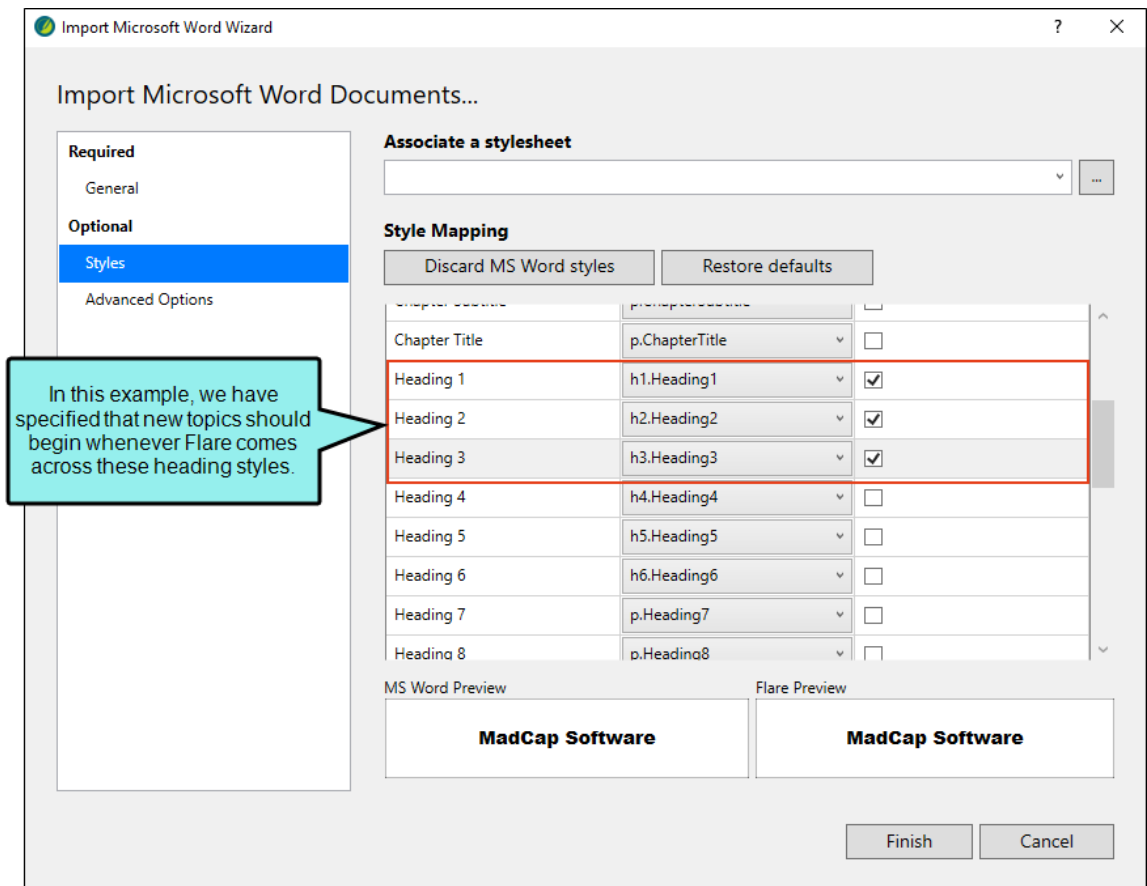 Import Microsoft Word Wizard
?
Import Microsoft Word Documents...
Required
General
Optional
Styles
Advanced Options
Associate a stylesheet
...
Style Mapping
Discard MS Word styles
Restore defaults
Chapter Subtitle p.ChapterSubtitle
Chapter Title p.ChapterTitle
Heading 1 h1.Heading1
Heading 2 h2.Heading2
Heading 3 h3.Heading3
Heading 4 h4.Heading4
Heading 5 h5.Heading5
Heading 6 h6.Heading6
Heading 7 p.Heading7
Heading 8 p.Heading8
In this example, we have
specified that new topics should
begin whenever Flare comes
across these heading styles.
MS Word Preview
MadCap Software
Flare Preview
MadCap Software
Finish
Cancel